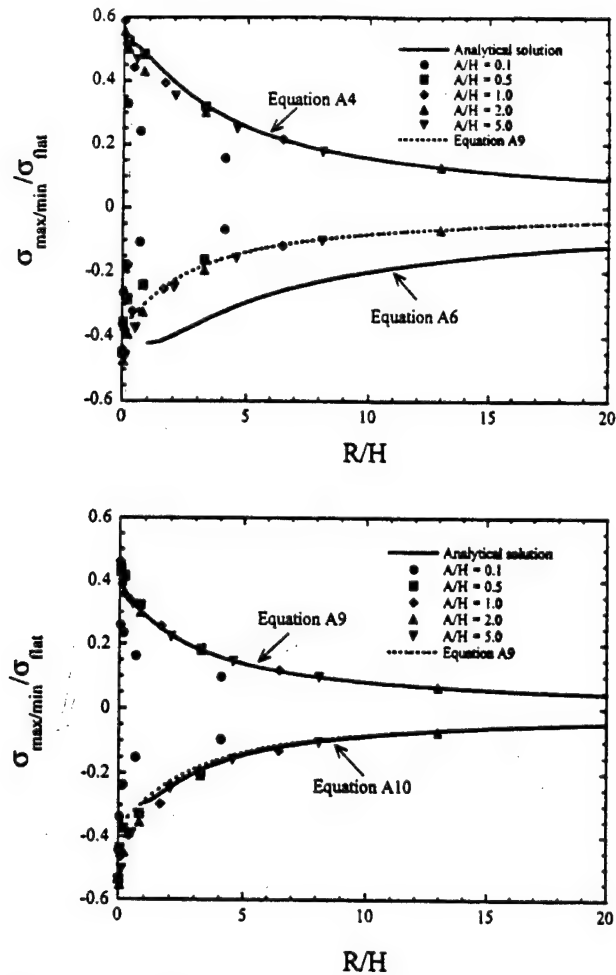 0.6
0.4
0.2
0
-0.2
-0.4
-0.6
σmax/min/σflat
Analytical solution
A/H = 0.1
A/H = 0.5
A/H = 1.0
A/H = 2.0
A/H = 5.0
Equation A9
Equation A4
Equation A6
0 5 10 15 20
R/H
0.6
0.4
0.2
0
-0.2
-0.4
-0.6
σmax/min/σflat
Analytical solution
A/H = 0.1
A/H = 0.5
A/H = 1.0
A/H = 2.0
A/H = 5.0
Equation A9
Equation A9
Equation A10
0 5 10 15 20
R/H